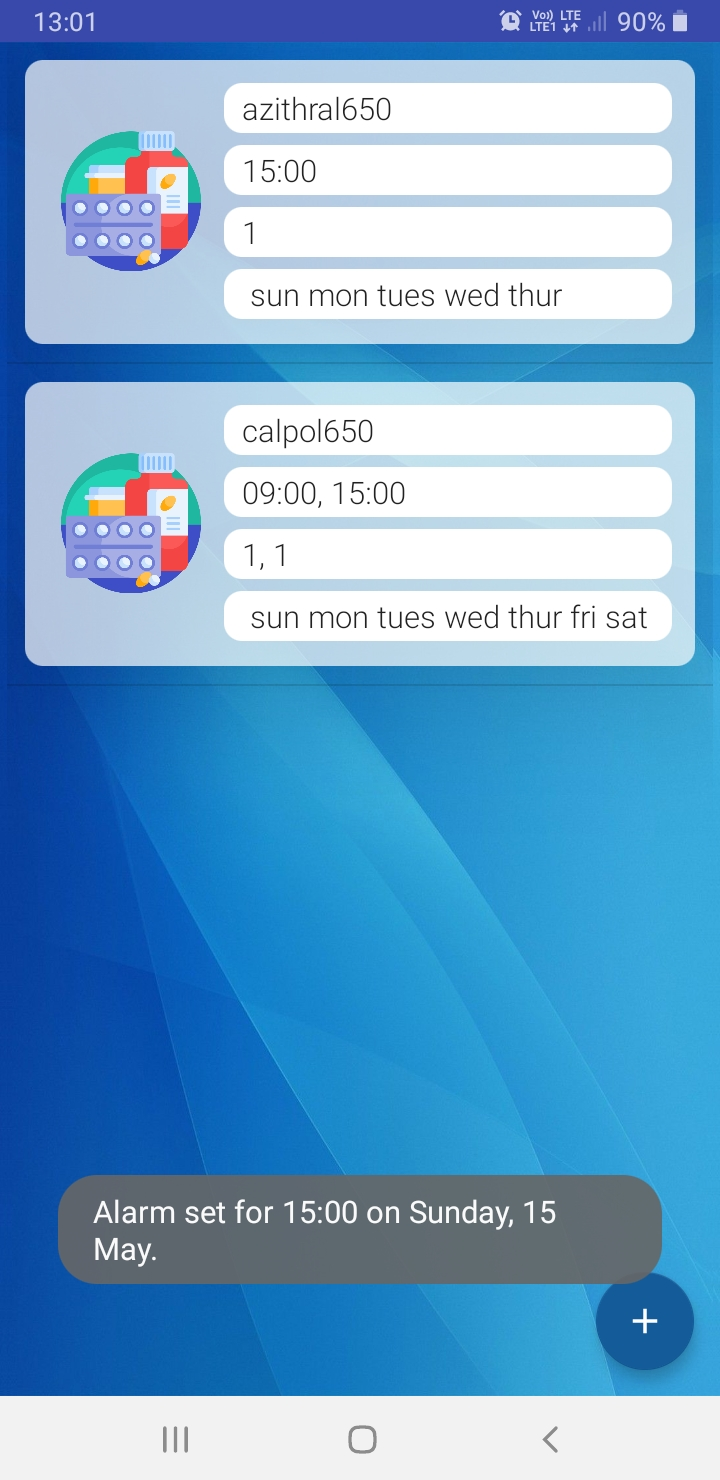 13:01
Vo)) LTE
LTE1
90%
azithral650
15:00
1
sun mon tues wed thur
calpol650
09:00, 15:00
1, 1
sun mon tues wed thur fri sat
Alarm set for 15:00 on Sunday, 15
May.
+